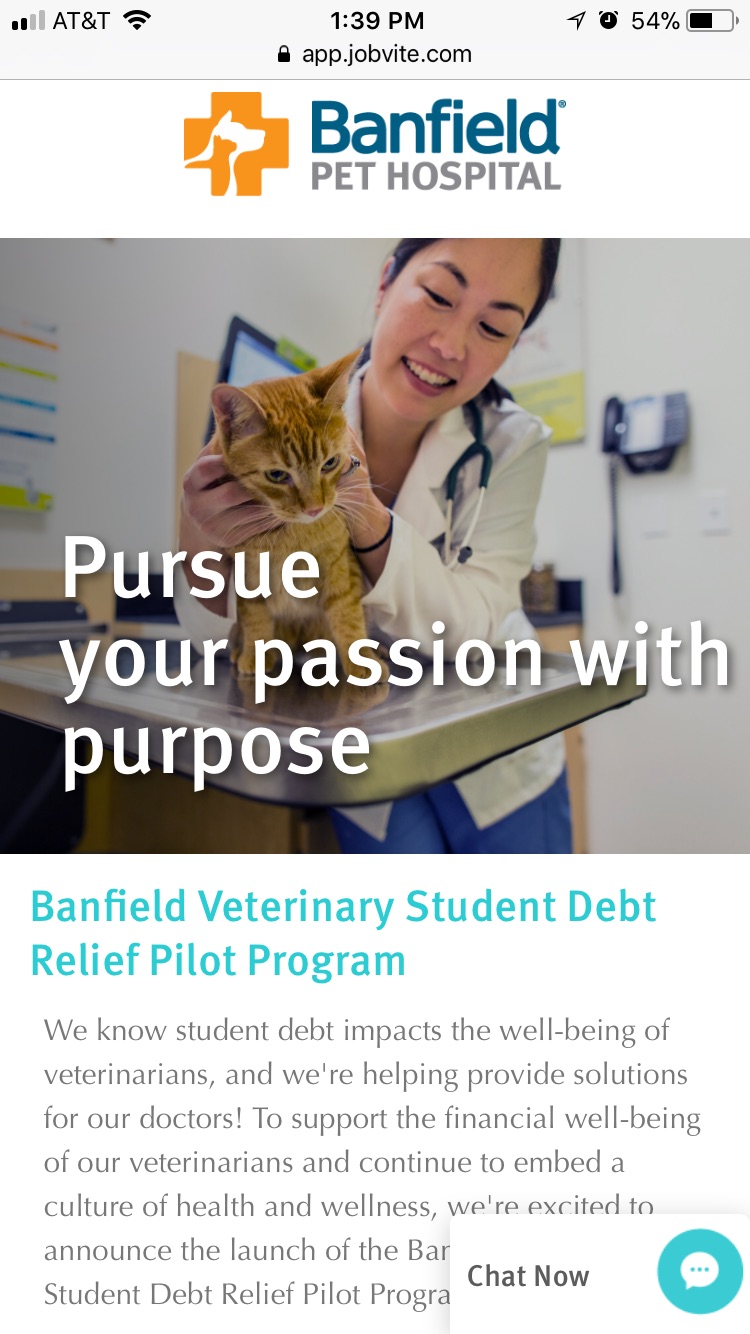 AT&T 1:39 PM 54%
app.jobvite.com
Banfield®
PET HOSPITAL
Pursue
your passion with
purpose
Banfield Veterinary Student Debt
Relief Pilot Program
We know student debt impacts the well-being of
veterinarians, and we're helping provide solutions
for our doctors! To support the financial well-being
of our veterinarians and continue to embed a
culture of health and wellness, we're excited to
announce the launch of the Ban
Student Debt Relief Pilot Progra
Chat Now